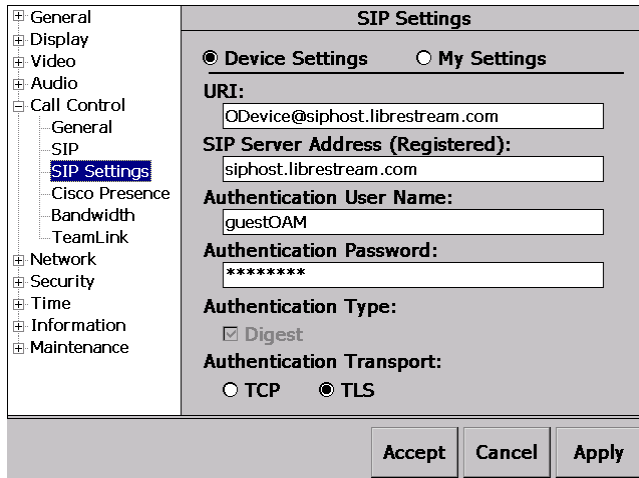 General
Display
Video
Audio
Call Control
General
SIP
SIP Settings
Cisco Presence
Bandwidth
TeamLink
Network
Security
Time
Information
Maintenance
SIP Settings
Device Settings My Settings
URI:
ODevice@siphost.librestream.com
SIP Server Address (Registered):
siphost.librestream.com
Authentication User Name:
guestOAM
Authentication Password:
********
Authentication Type:
Digest
Authentication Transport:
TCP TLS
Accept Cancel Apply